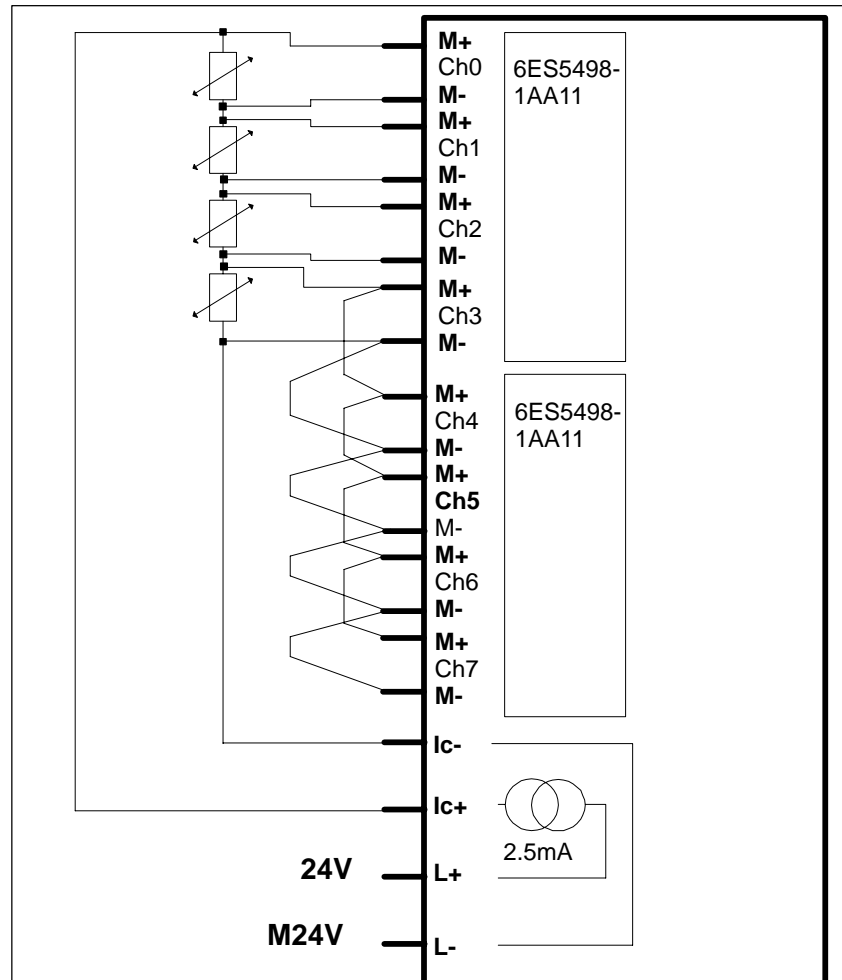 M+
Ch0
M-
M+
Ch1
M-
M+
Ch2
M-
M+
Ch3
M-
6ES5498-
1AA11
M+
Ch4
M-
M+
Ch5
M-
M+
Ch6
M-
M+
Ch7
M-
6ES5498-
1AA11
Ic-
Ic+
2.5mA
24V
L+
M24V
L-